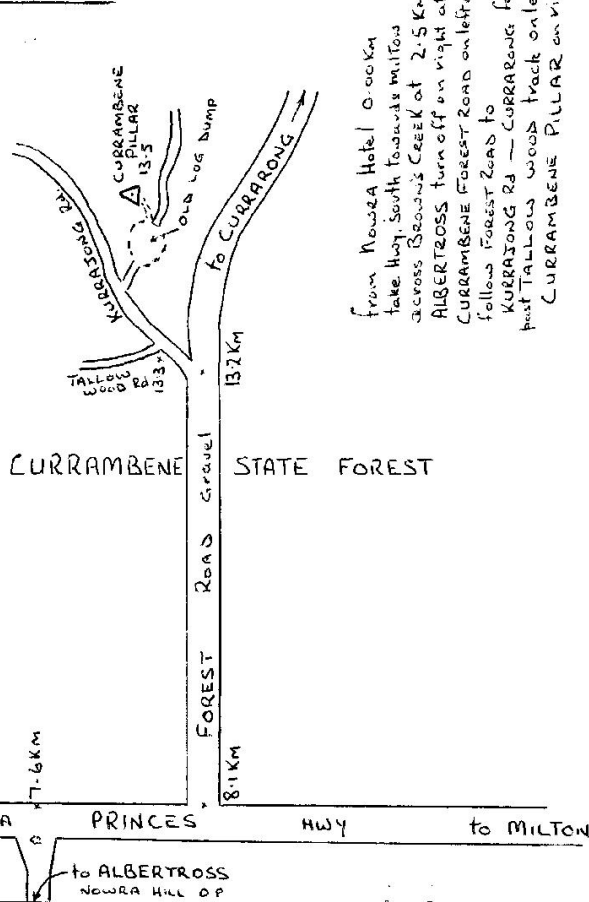 from Nowra Hotel 0.00Km
take Hwy. South towards Milton
across BROWN'S CREEK at 2.5 Km
ALBERTROSS turn off on right at
CURRAMBENE FOREST ROAD on left
follow FOREST ROAD to
KURRAJONG Rd — CURRARONG
past TALLOW WOOD track on
CURRAMBENE PILLAR on
CURRAMBENE
PILLAR
13.5
OLD LOG DUMP
to CURRARONG
KURRAJONG Rd.
TALLOW
WOOD Rd
13.3
13.2 KM
CURRAMBENE STATE FOREST
FOREST ROAD Gravel
7.6KM
8.1 KM
A PRINCES HWY to MILTON
to ALBERTROSS
NOWRA HILL O P